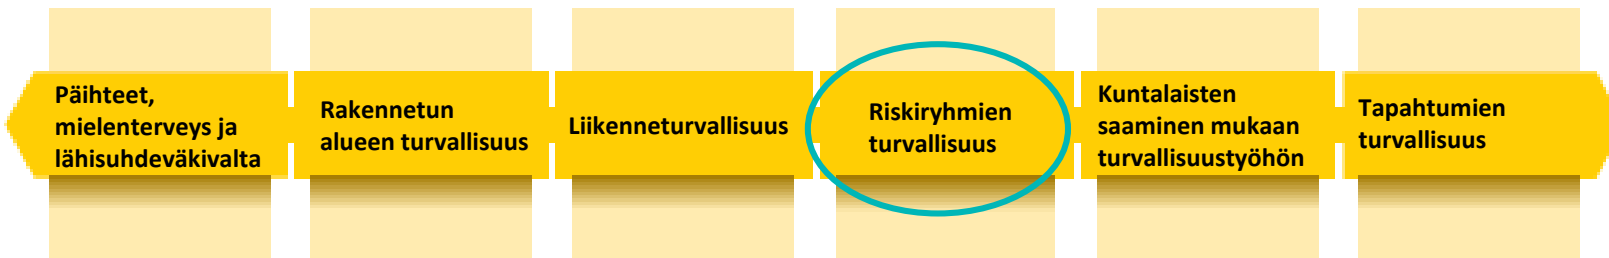 Päihteet,
mielenterveys ja
lähisuhdeväkivalta
Rakennetun
alueen turvallisuus
Liikenneturvallisuus
Riskiryhmien
turvallisuus
Kuntalaisten
saaminen mukaan
turvallisuustyöhön
Tapahtumien
turvallisuus